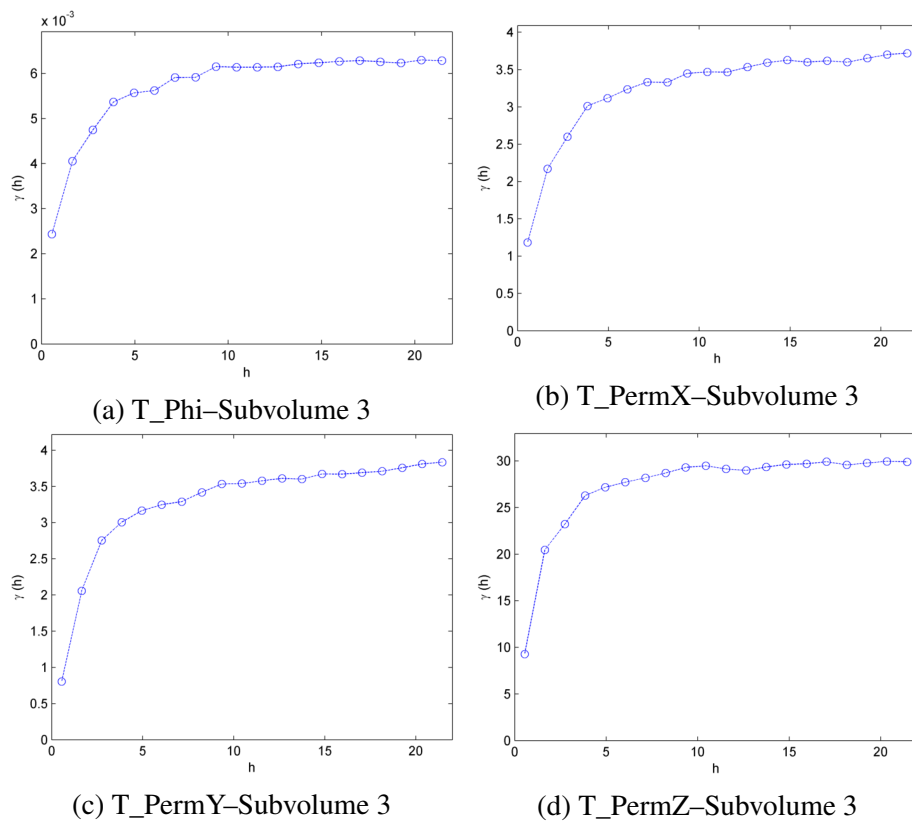 x 10⁻³
6
5
4
3
2
1
0
γ (h)
0 5 10 15 20
h
(a) T_Phi–Subvolume 3
4
3.5
3
2.5
2
1.5
1
0.5
0
γ (h)
0 5 10 15 20
h
(b) T_PermX–Subvolume 3
4
3.5
3
2.5
2
1.5
1
0.5
0
γ (h)
0 5 10 15 20
h
(c) T_PermY–Subvolume 3
30
25
20
15
10
5
0
γ (h)
0 5 10 15 20
h
(d) T_PermZ–Subvolume 3